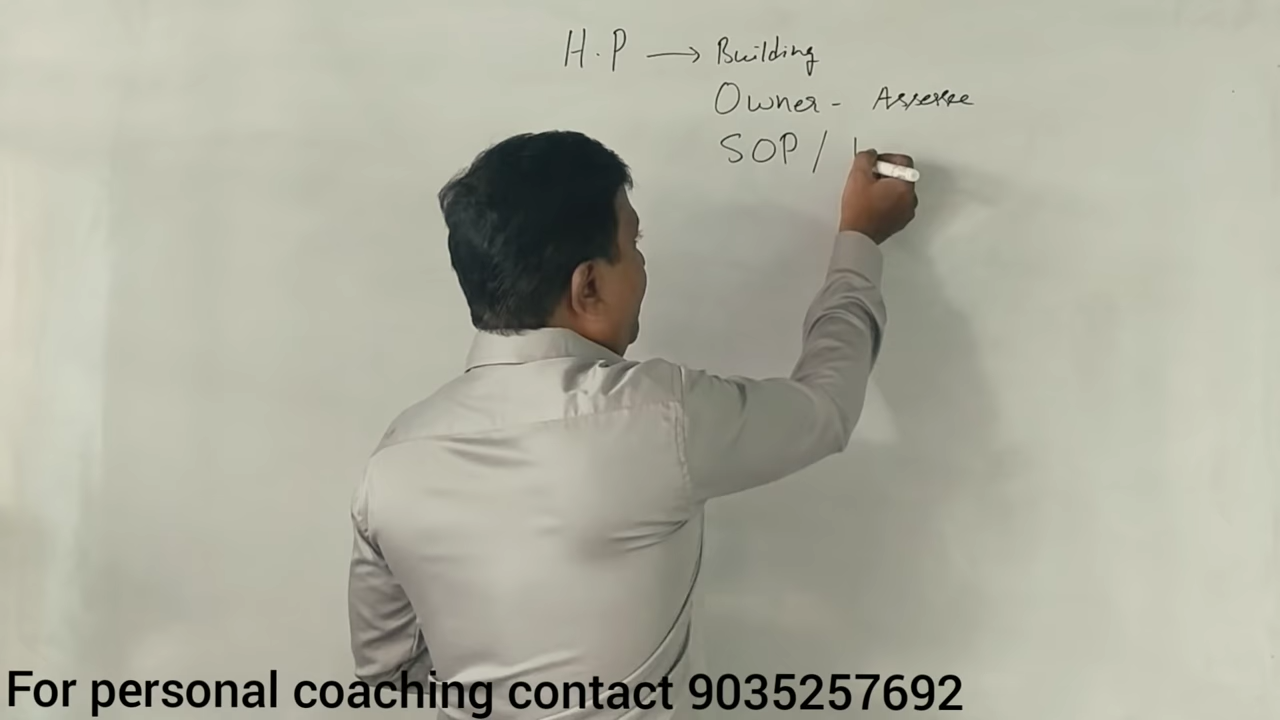 H.P → Building
Owner - Assessee
SOP /
For personal coaching contact 9035257692